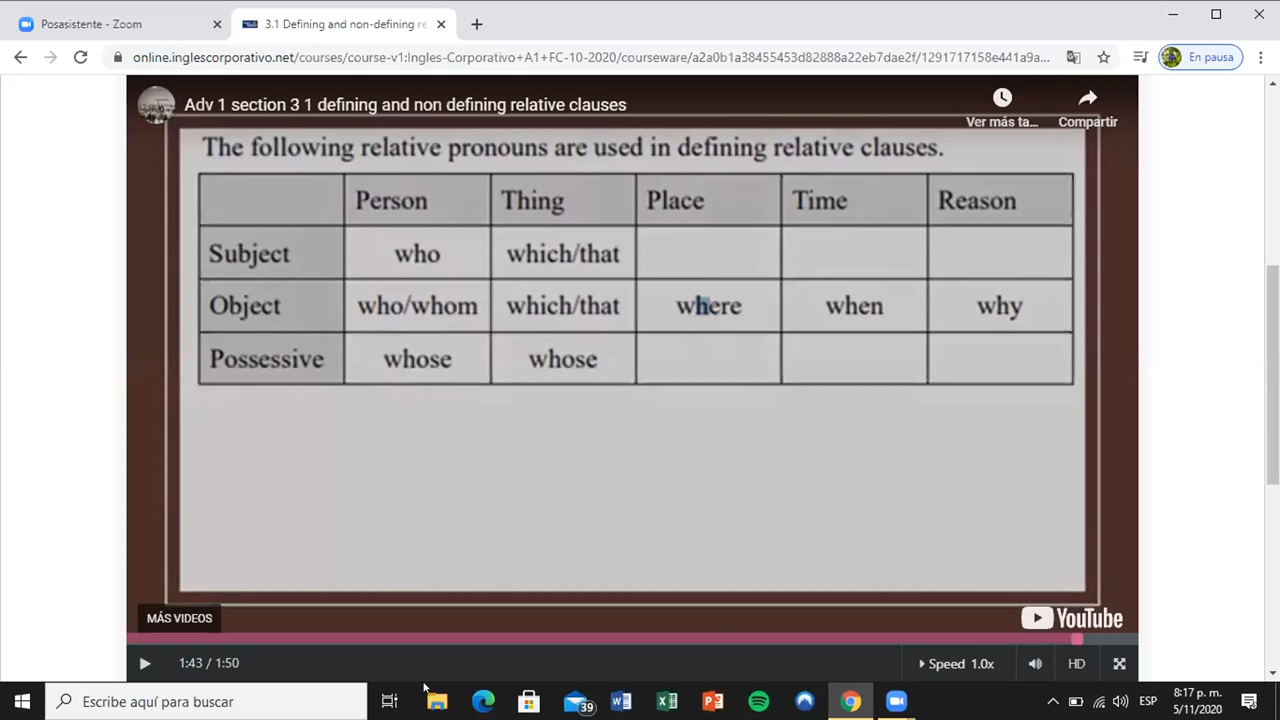 Posasistente - Zoom
3.1 Defining and non-defining re
online.inglescorporativo.net/courses/course-v1:Ingles-Corporativo+A1+FC-10-2020/courseware/a2a0b1a38455453d82888a22eb7dae2f/1291717158e441a9a...
En pausa
Adv 1 section 3 1 defining and non defining relative clauses
Ver más ta...
Compartir
The following relative pronouns are used in defining relative clauses.
Person Thing Place Time Reason
Subject who which/that
Object who/whom which/that where when why
Possessive whose whose
MÁS VIDEOS
YouTube
1:43 / 1:50
Speed 1.0x
HD
Escribe aquí para buscar
39
ESP
8:17 p. m.
5/11/2020